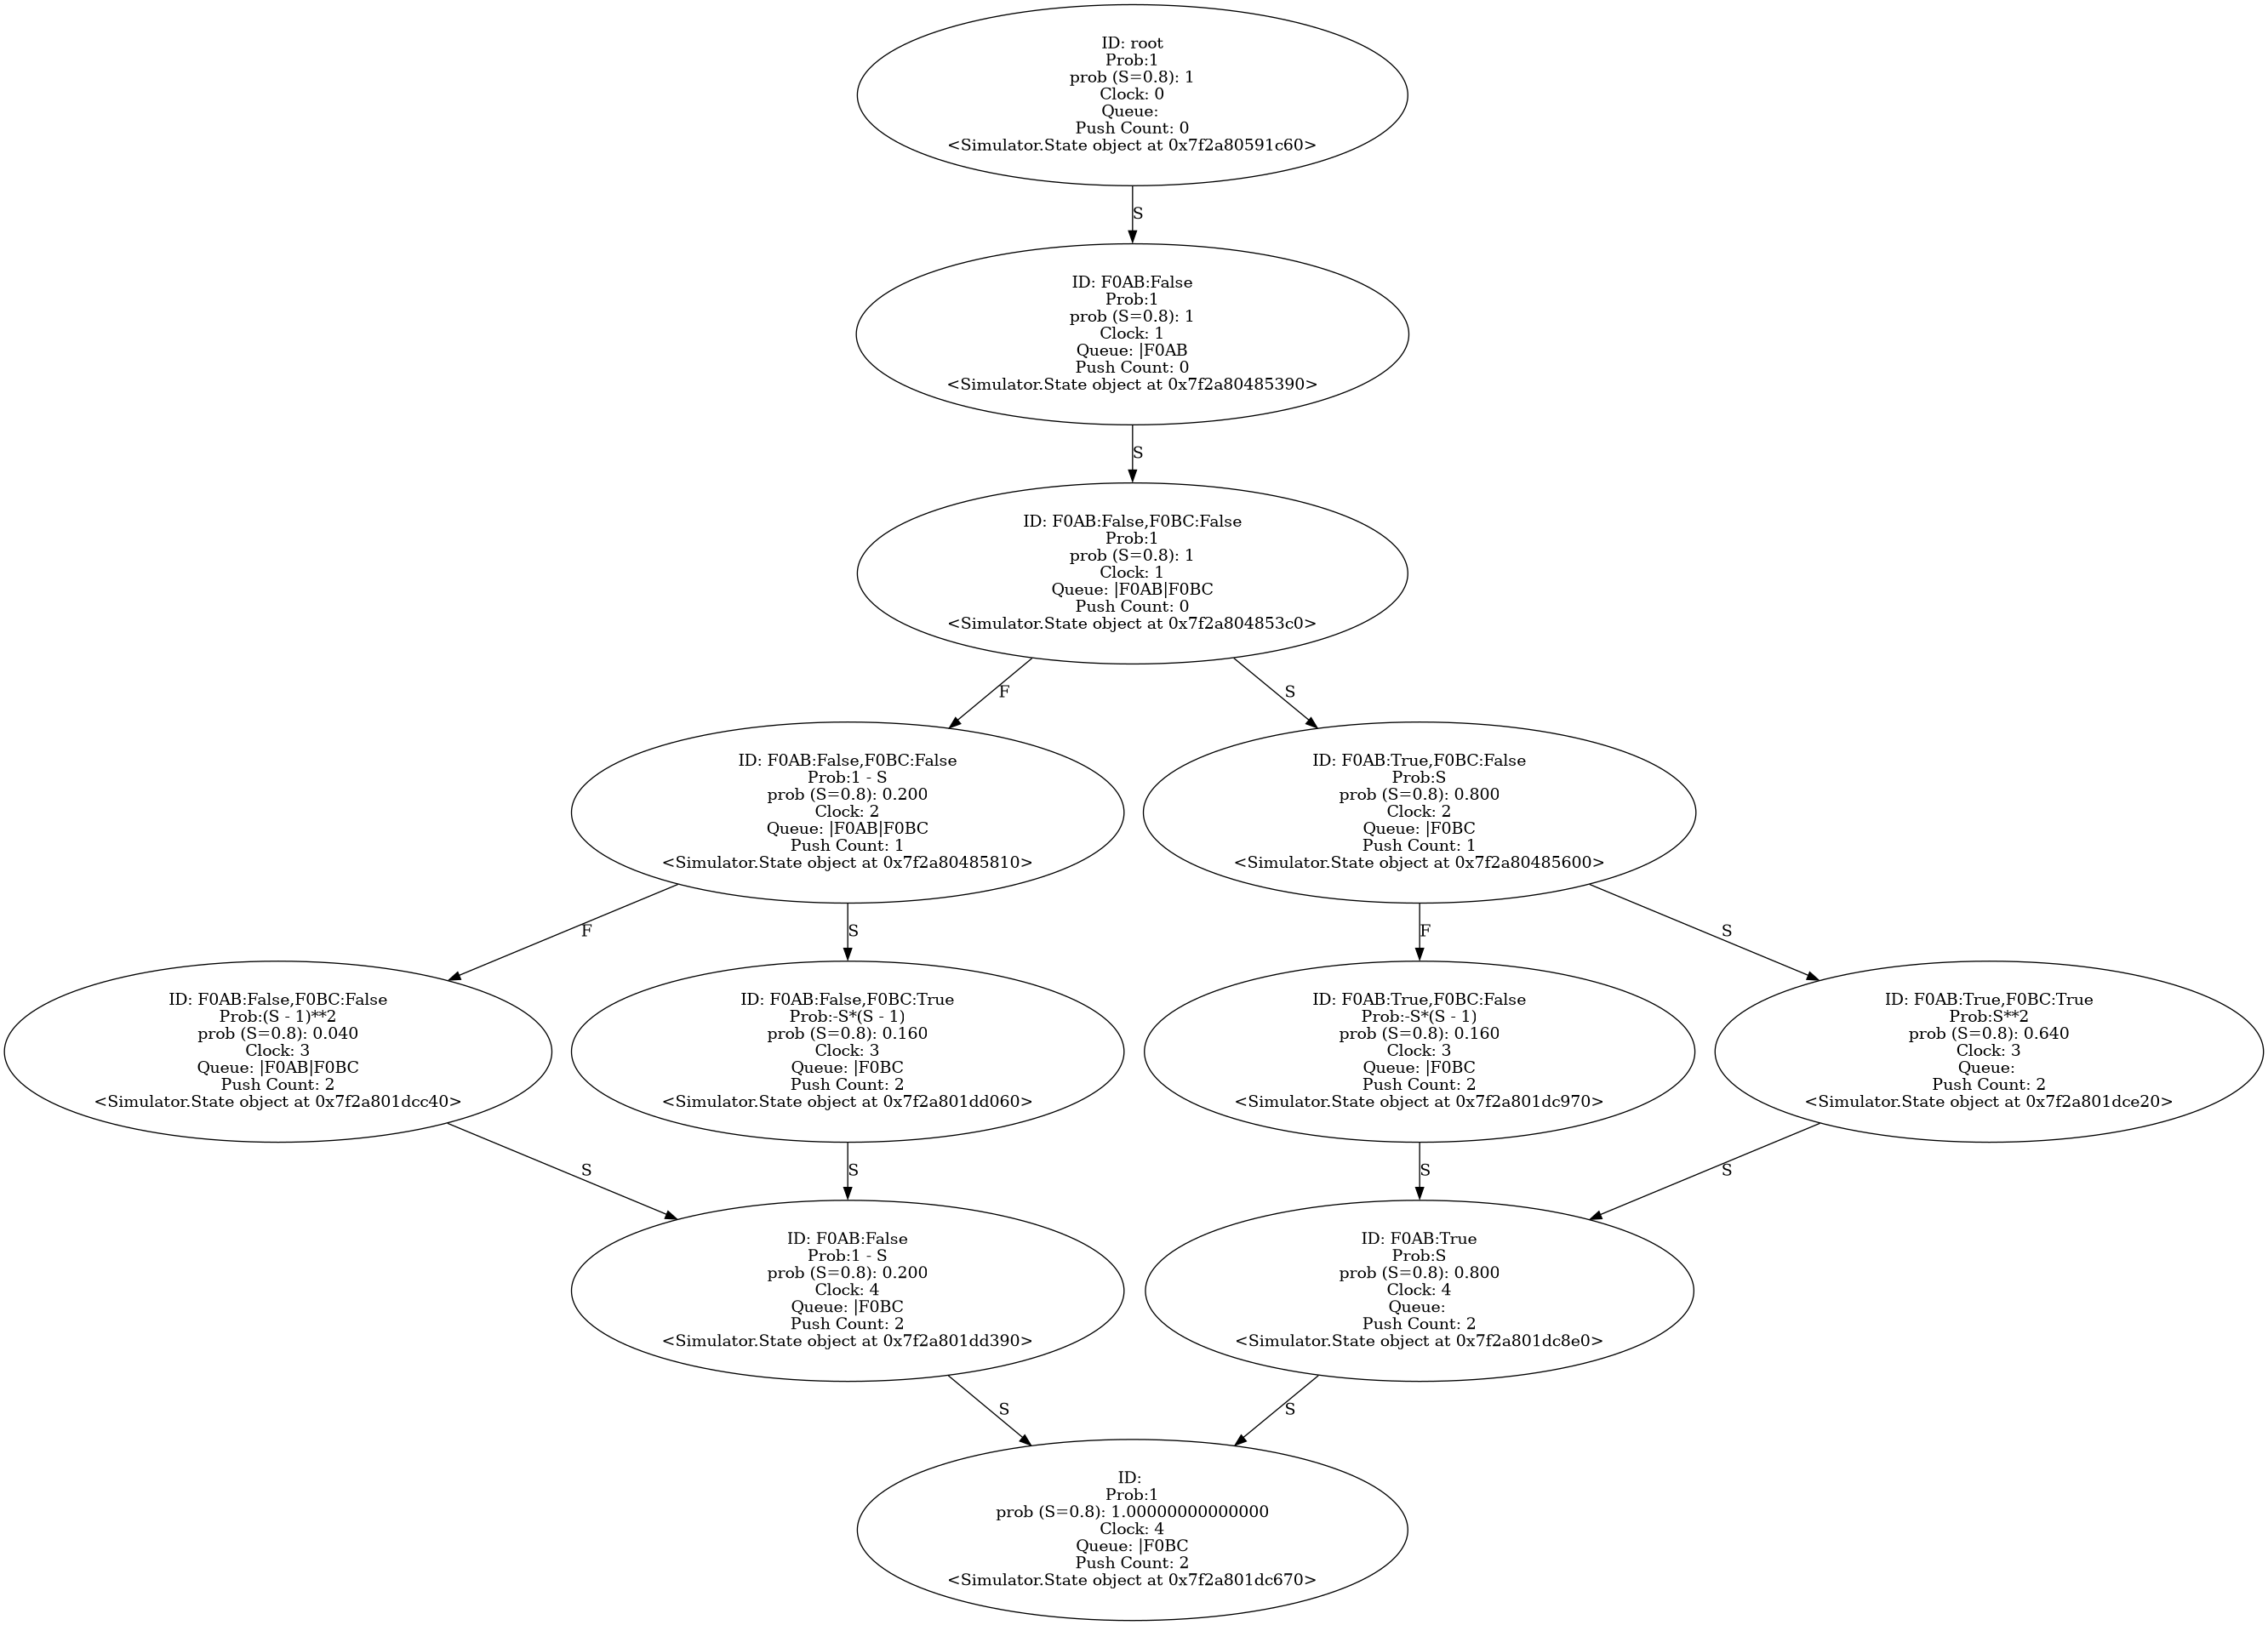 ID: root
Prob:1
prob (S=0.8): 1
Clock: 0
Queue:
Push Count: 0
<Simulator.State object at 0x7f2a80591c60>
S
ID: F0AB:False
Prob:1
prob (S=0.8): 1
Clock: 1
Queue: |F0AB
Push Count: 0
<Simulator.State object at 0x7f2a80485390>
S
ID: F0AB:False,F0BC:False
Prob:1
prob (S=0.8): 1
Clock: 1
Queue: |F0AB|F0BC
Push Count: 0
<Simulator.State object at 0x7f2a804853c0>
F
S
ID: F0AB:False,F0BC:False
Prob:1 - S
prob (S=0.8): 0.200
Clock: 2
Queue: |F0AB|F0BC
Push Count: 1
<Simulator.State object at 0x7f2a80485810>
ID: F0AB:True,F0BC:False
Prob:S
prob (S=0.8): 0.800
Clock: 2
Queue: |F0BC
Push Count: 1
<Simulator.State object at 0x7f2a80485600>
F
S
F
S
ID: F0AB:False,F0BC:False
Prob:(S - 1)**2
prob (S=0.8): 0.040
Clock: 3
Queue: |F0AB|F0BC
Push Count: 2
<Simulator.State object at 0x7f2a801dcc40>
ID: F0AB:False,F0BC:True
Prob:-S*(S - 1)
prob (S=0.8): 0.160
Clock: 3
Queue: |F0BC
Push Count: 2
<Simulator.State object at 0x7f2a801dd060>
ID: F0AB:True,F0BC:False
Prob:-S*(S - 1)
prob (S=0.8): 0.160
Clock: 3
Queue: |F0BC
Push Count: 2
<Simulator.State object at 0x7f2a801dc970>
ID: F0AB:True,F0BC:True
Prob:S**2
prob (S=0.8): 0.640
Clock: 3
Queue:
Push Count: 2
<Simulator.State object at 0x7f2a801dce20>
S
S
S
S
ID: F0AB:False
Prob:1 - S
prob (S=0.8): 0.200
Clock: 4
Queue: |F0BC
Push Count: 2
<Simulator.State object at 0x7f2a801dd390>
ID: F0AB:True
Prob:S
prob (S=0.8): 0.800
Clock: 4
Queue:
Push Count: 2
<Simulator.State object at 0x7f2a801dc8e0>
S
S
ID:
Prob:1
prob (S=0.8): 1.00000000000000
Clock: 4
Queue: |F0BC
Push Count: 2
<Simulator.State object at 0x7f2a801dc670>